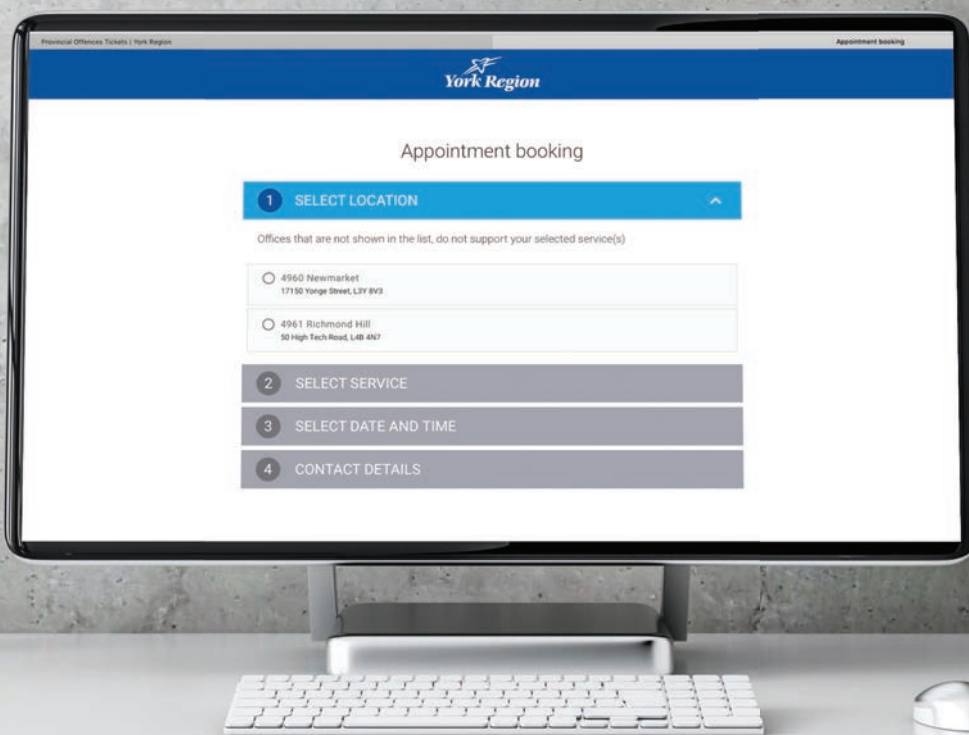 Provincial Offences Tickets | York Region
Appointment booking
York Region
Appointment booking
1 SELECT LOCATION
Offices that are not shown in the list, do not support your selected service(s)
4960 Newmarket
17150 Yonge Street, L3Y 8V3
4961 Richmond Hill
50 High Tech Road, L4B 4N7
2 SELECT SERVICE
3 SELECT DATE AND TIME
4 CONTACT DETAILS